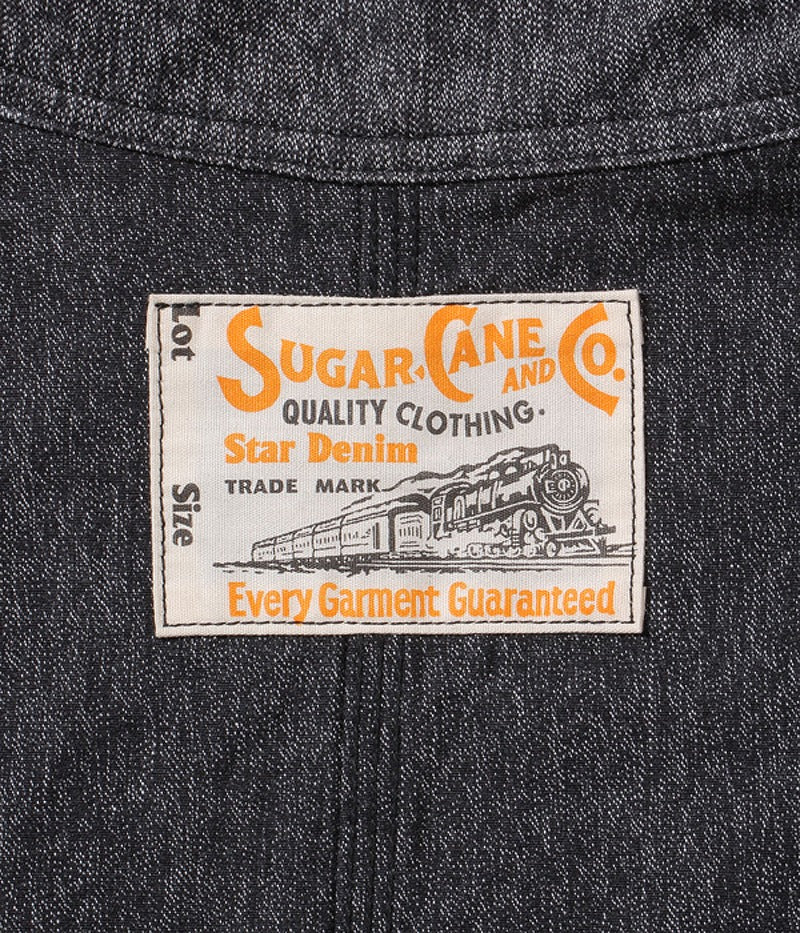 Lot
SUGAR CANE AND CO.
QUALITY CLOTHING.
Star Denim
TRADE MARK
Size
Every Garment Guaranteed